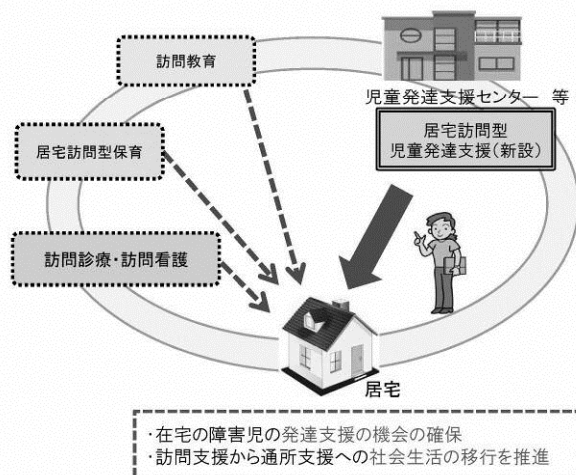 訪問教育
児童発達支援センター 等
居宅訪問型
児童発達支援(新設)
居宅訪問型保育
訪問診療・訪問看護
居宅
・在宅の障害児の発達支援の機会の確保
・訪問支援から通所支援への社会生活の移行を推進